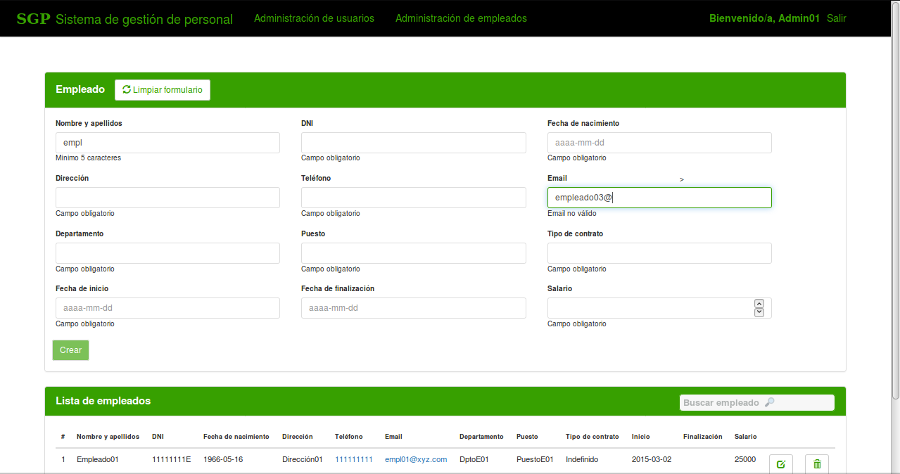 SGP Sistema de gestión de personal Administración de usuarios Administración de empleados Bienvenido/a, Admin01 Salir
Empleado Limpiar formulario
Nombre y apellidos DNI Fecha de nacimiento
empl aaaa-mm-dd
Mínimo 5 caracteres Campo obligatorio Campo obligatorio
Dirección Teléfono Email >
empleado03@
Campo obligatorio Campo obligatorio Email no válido
Departamento Puesto Tipo de contrato
Campo obligatorio Campo obligatorio Campo obligatorio
Fecha de inicio Fecha de finalización Salario
aaaa-mm-dd aaaa-mm-dd
Campo obligatorio Campo obligatorio
Crear
Lista de empleados Buscar empleado
# Nombre y apellidos DNI Fecha de nacimiento Dirección Teléfono Email Departamento Puesto Tipo de contrato Inicio Finalización Salario
1 Empleado01 11111111E 1966-05-16 Dirección01 111111111 empl01@xyz.com DptoE01 PuestoE01 Indefinido 2015-03-02 25000